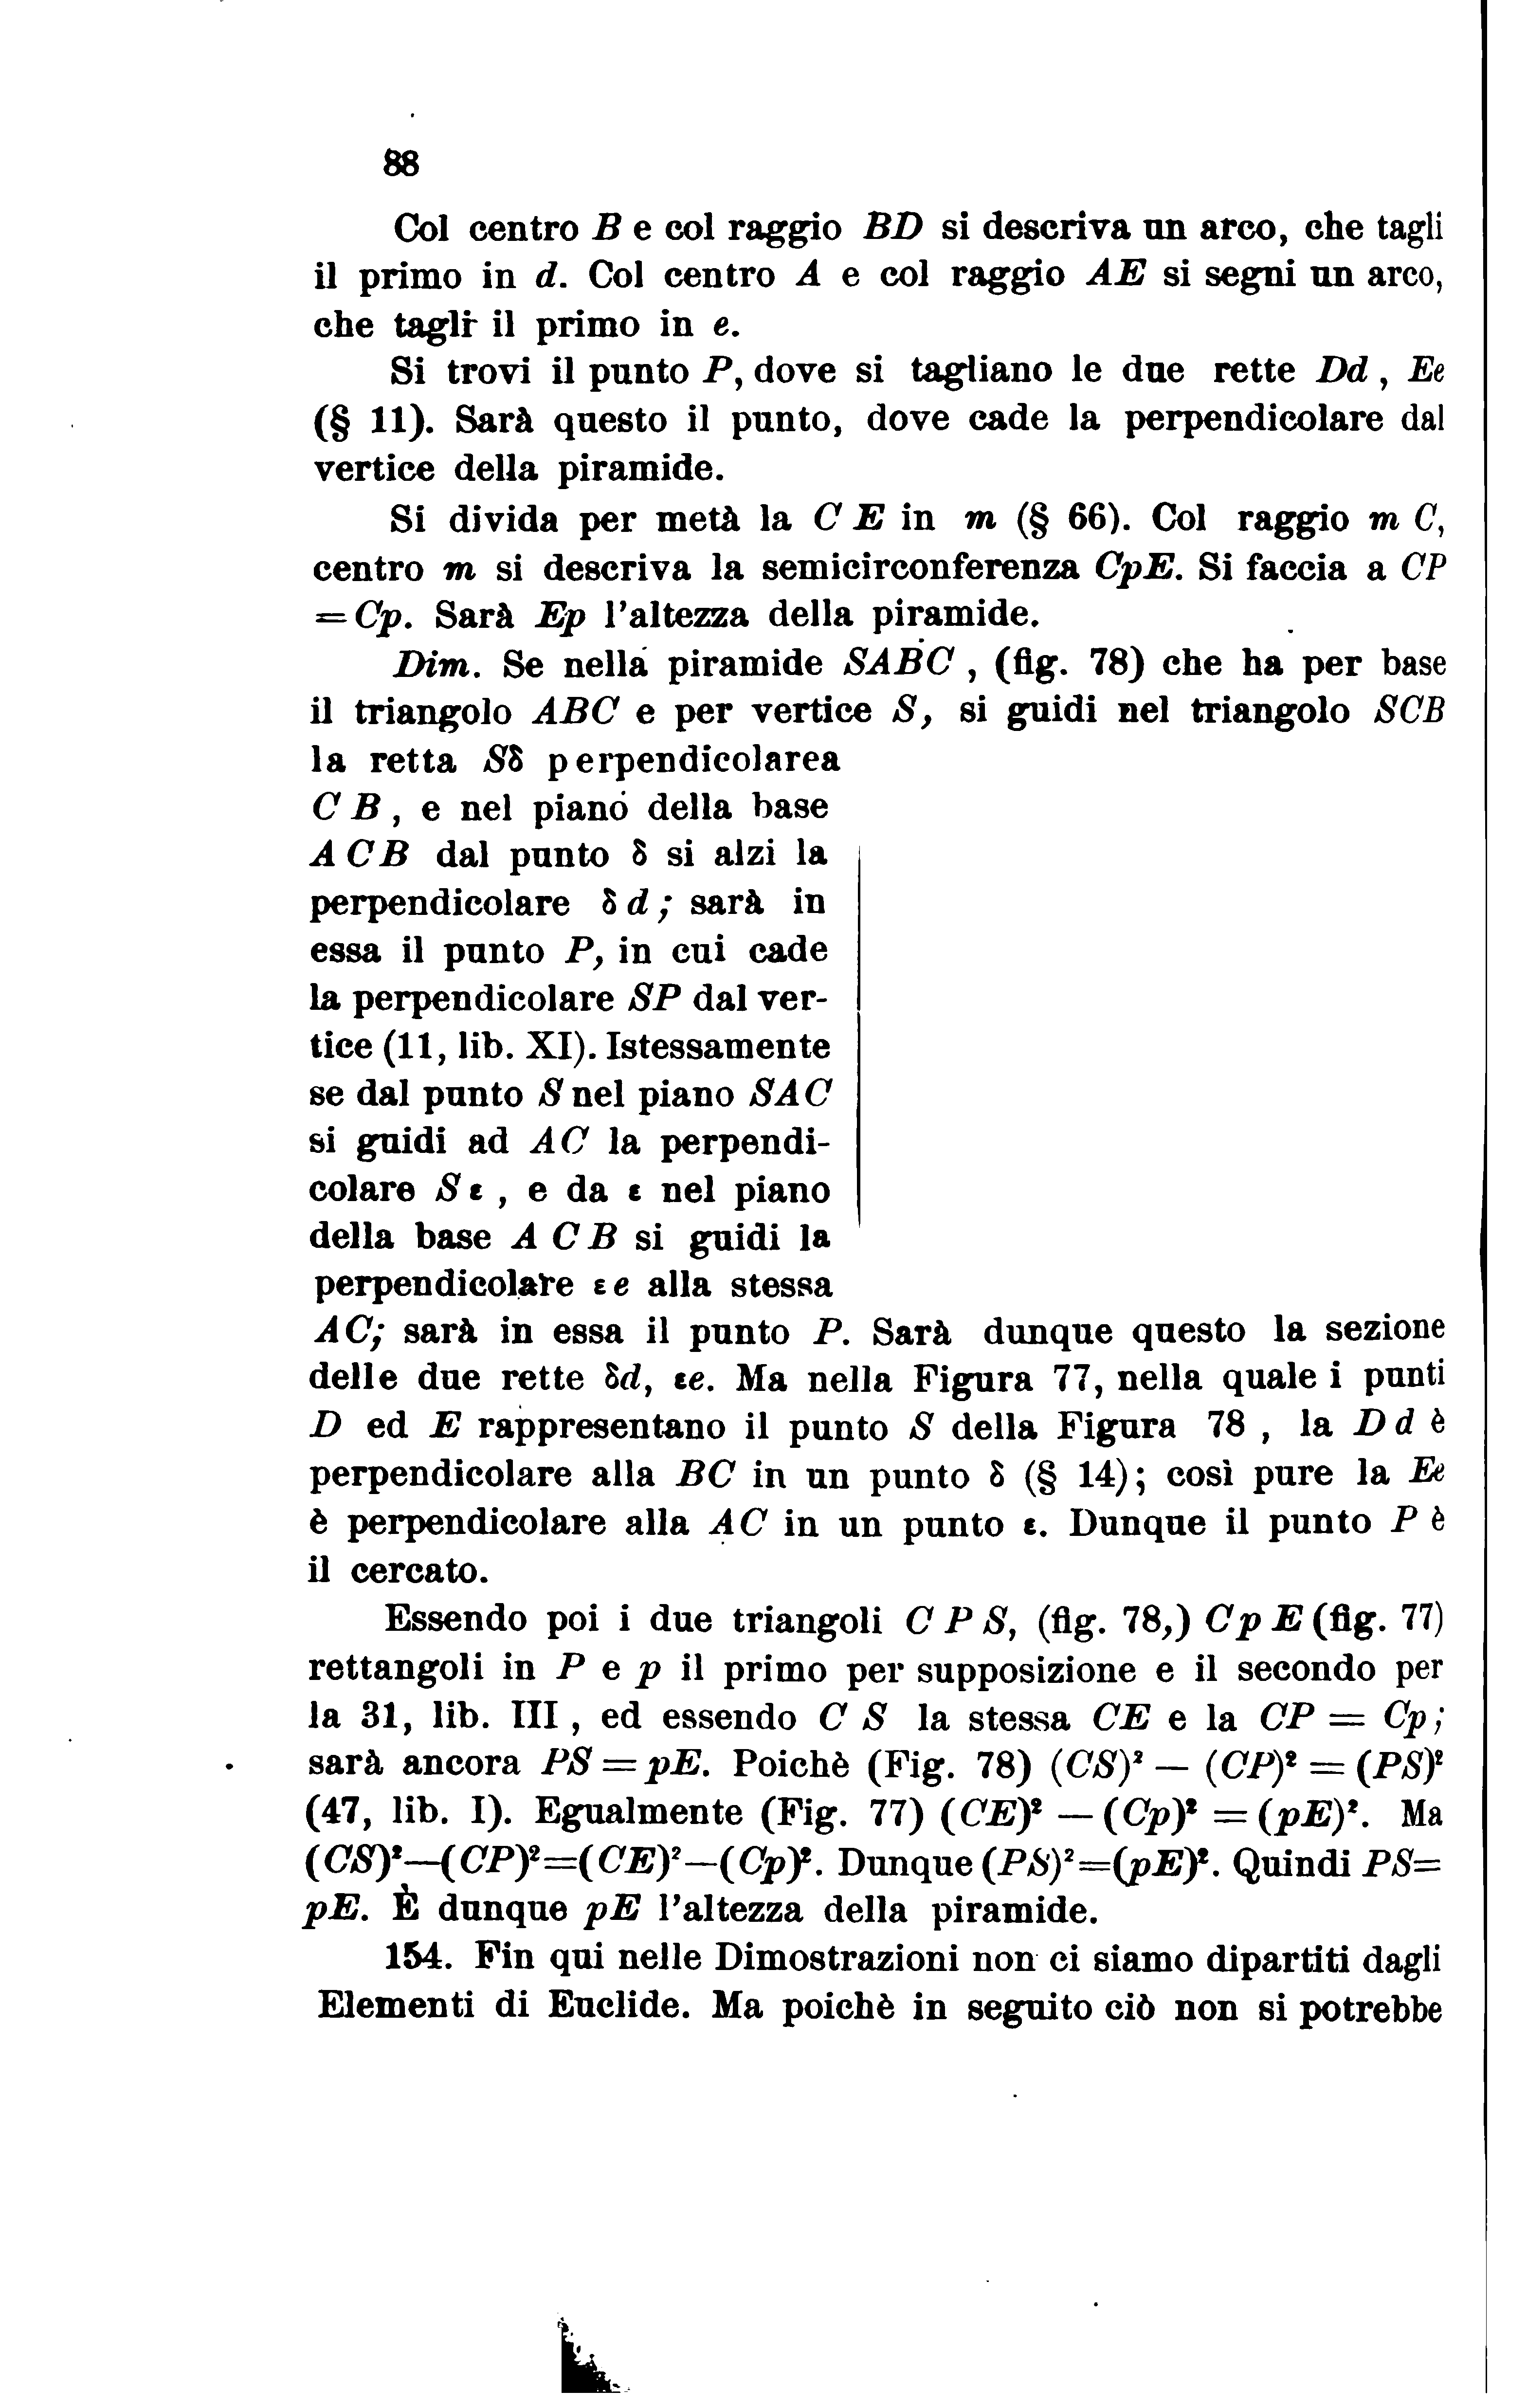 88
Col centro B e col raggio BD si descriva un arco, che tagli
il primo in d. Col centro A e col raggio AE si segni un arco,
che tagli il primo in e.
Si trovi il punto P, dove si tagliano le due rette Dd, Ee
(§ 11). Sarà questo il punto, dove cade la perpendicolare dal
vertice della piramide.
Si divida per metà la C E in m (§ 66). Col raggio m C,
centro m si descriva la semicirconferenza CpE. Si faccia a CP
= Cp. Sarà Ep l'altezza della piramide.
Dim. Se nella piramide SABC, (fig. 78) che ha per base
il triangolo ABC e per vertice S, si guidi nel triangolo SCB
la retta Sδ perpendicolarea
C B, e nel piano della base
A C B dal punto δ si alzi la
perpendicolare δ d; sarà in
essa il punto P, in cui cade
la perpendicolare SP dal ver-
tice (11, lib. XI). Istessamente
se dal punto S nel piano SAC
si guidi ad AC la perpendi-
colare S ε, e da ε nel piano
della base A C B si guidi la
perpendicolare ε e alla stessa
AC; sarà in essa il punto P. Sarà dunque questo la sezione
delle due rette δd, εe. Ma nella Figura 77, nella quale i punti
D ed E rappresentano il punto S della Figura 78, la D d è
perpendicolare alla BC in un punto δ (§ 14); così pure la Ee
è perpendicolare alla AC in un punto ε. Dunque il punto P è
il cercato.
Essendo poi i due triangoli C P S, (fig. 78,) C p E (fig. 77)
rettangoli in P e p il primo per supposizione e il secondo per
la 31, lib. III, ed essendo C S la stessa CE e la CP = Cp;
sarà ancora PS = pE. Poichè (Fig. 78) (CS)² — (CP)² = (PS)²
(47, lib. I). Egualmente (Fig. 77) (CE)² — (Cp)² = (pE)². Ma
(CS)²—(CP)²=(CE)²—(Cp)². Dunque (PS)²=(pE)². Quindi PS=
pE. È dunque pE l'altezza della piramide.
154. Fin qui nelle Dimostrazioni non ci siamo dipartiti dagli
Elementi di Euclide. Ma poichè in seguito ciò non si potrebbe